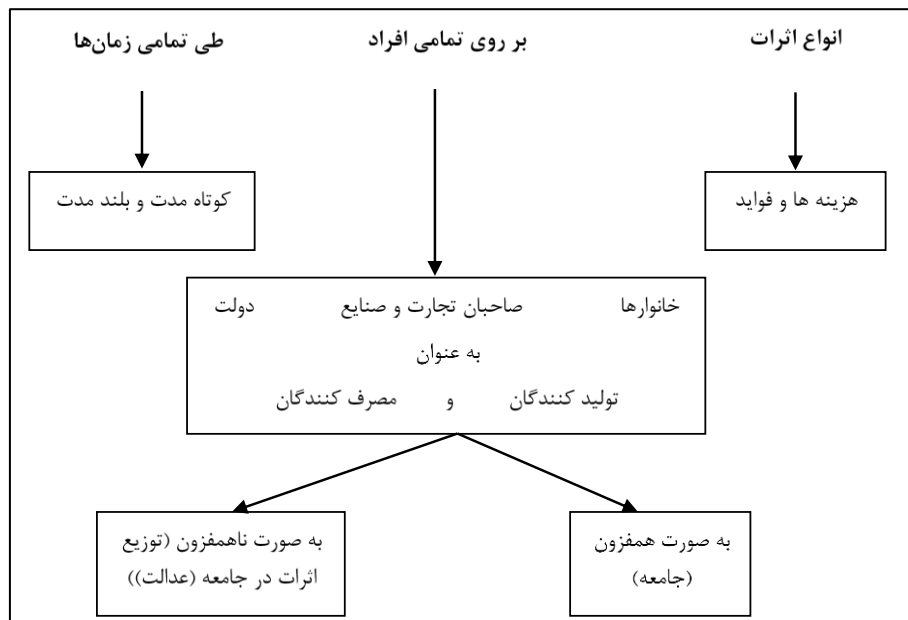 انواع اثرات
بر روی تمامی افراد
طی تمامی زمان‌ها
هزینه ها و فواید
کوتاه مدت و بلند مدت
خانوارها صاحبان تجارت و صنایع دولت
به عنوان
تولید کنندگان و مصرف کنندگان
به صورت همفزون
(جامعه)
به صورت ناهمفزون (توزیع
اثرات در جامعه (عدالت))